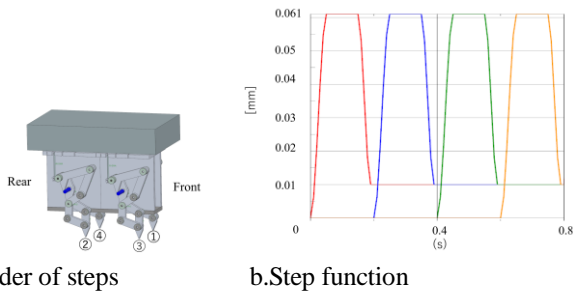 Rear
Front
②
④
③
①
0.061
0.05
0.04
0.03
0.02
0.01
0
0.4
0.8
[mm]
(s)
der of steps
b.Step function